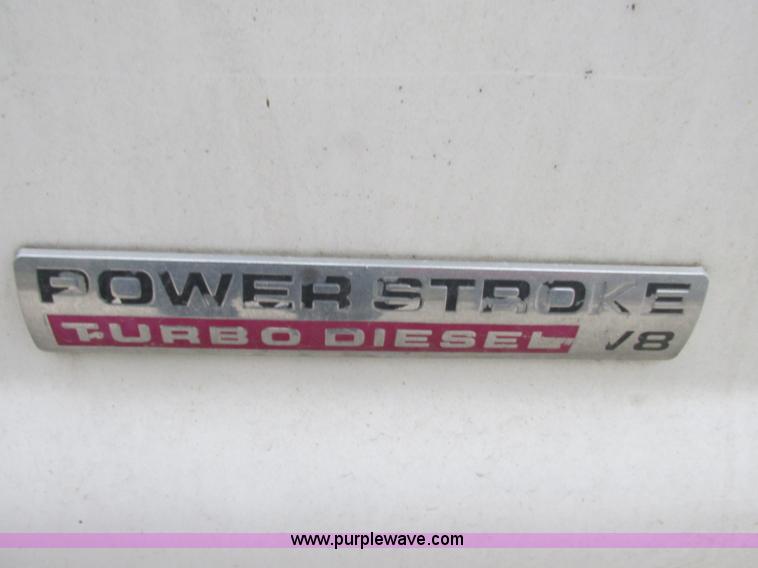 POWER STROKE
TURBO DIESEL V8
www.purplewave.com